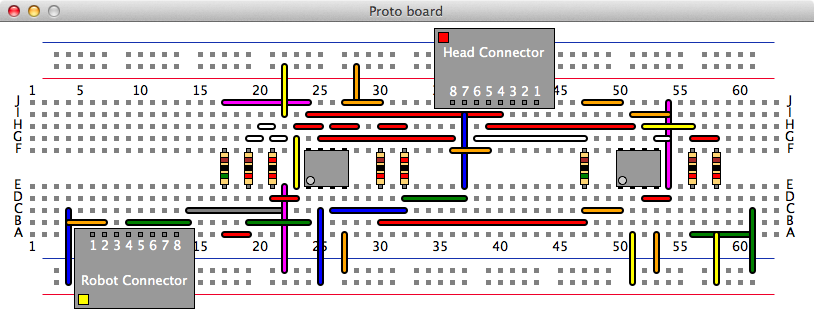 Proto board
Head Connector
8 7 6 5 4 3 2 1
1 5 10 15 20 25 30 35 40 45 50 55 60
J J
I I
H H
G G
F F
E E
D D
C C
B B
A A
1 15 20 25 30 35 40 45 50 55 60
1 2 3 4 5 6 7 8
Robot Connector